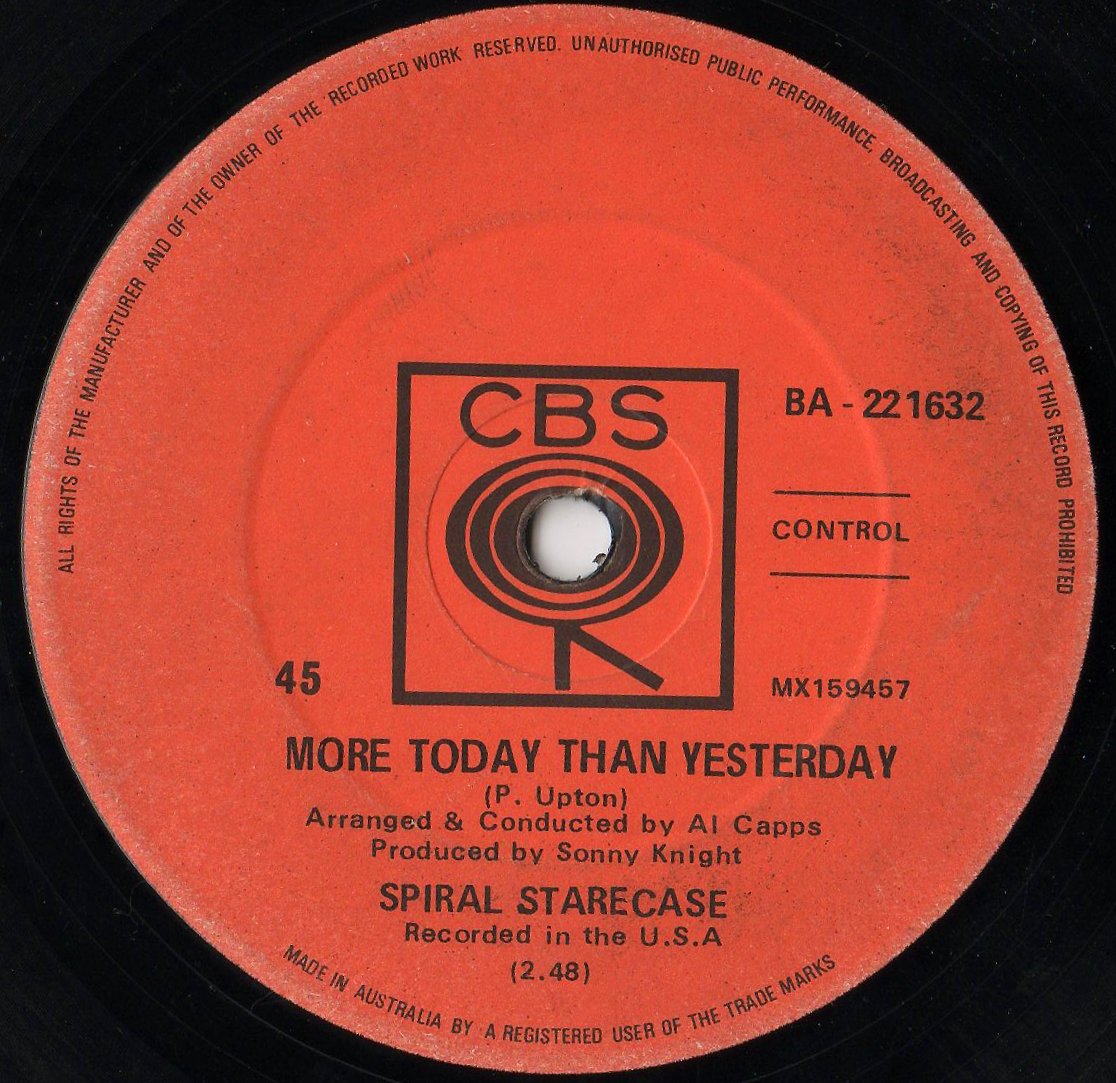 ALL RIGHTS OF THE MANUFACTURER AND OF THE OWNER OF THE RECORDED WORK RESERVED. UNAUTHORISED PUBLIC PERFORMANCE, BROADCASTING AND COPYING OF THIS RECORD PROHIBITED
CBS
BA - 221632
CONTROL
45
MX159457
MORE TODAY THAN YESTERDAY
(P. Upton)
Arranged & Conducted by Al Capps
Produced by Sonny Knight
SPIRAL STARECASE
Recorded in the U.S.A
(2.48)
MADE IN AUSTRALIA BY A REGISTERED USER OF THE TRADE MARKS